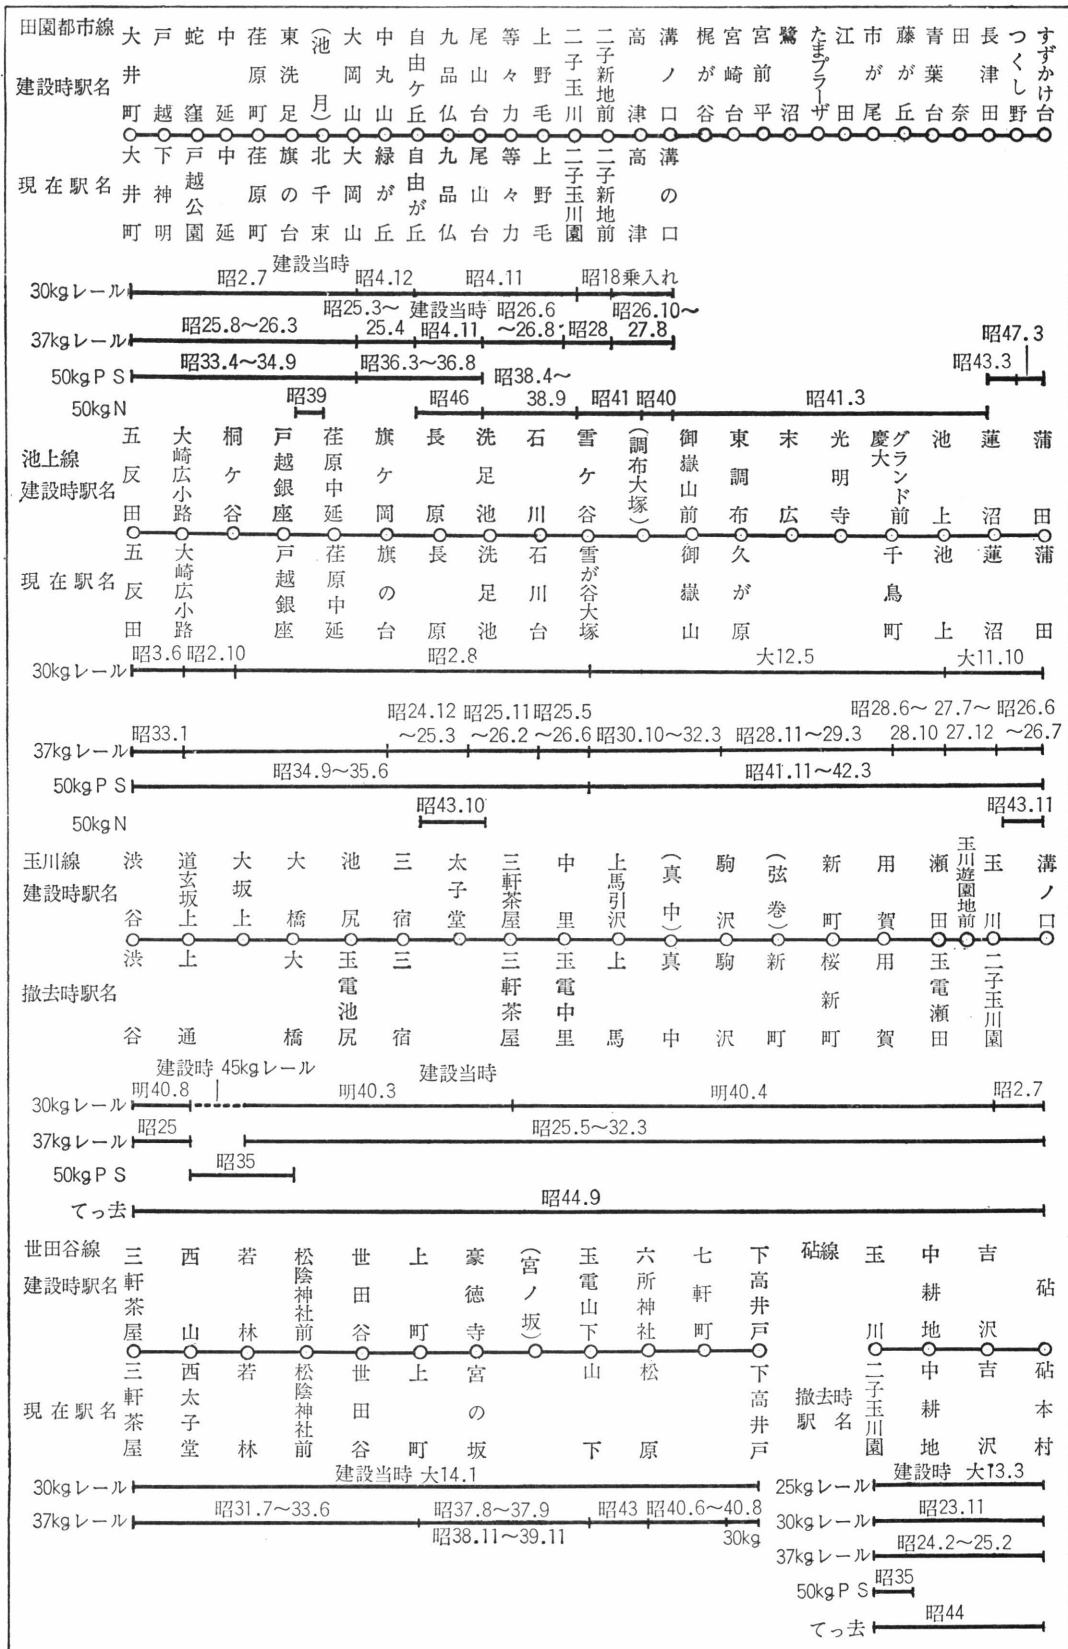 田園都市線
建設時駅名
大井町 戸越 蛇窪 中延 荏原町 東洗足 (池月) 大岡山 中丸山 自由ケ丘 九品仏 尾山台 等々力 上野毛 二子玉川 二子新地前 高津 溝ノ口 梶が谷 宮崎台 宮前平 鷺沼 たまプラーザ 江田 市が尾 藤が丘 青葉台 田奈 長津田 つくし野 すずかけ台
現在駅名
大井町 下神明 戸越公園 中延 荏原町 旗の台 北千束 大岡山 緑が丘 自由が丘 九品仏 尾山台 等々力 上野毛 二子玉川園 二子新地前 高津 溝の口
建設当時
30kgレール 昭2.7 昭4.12 昭4.11 昭18乗入れ
昭25.3~ 建設当時 昭26.6 昭26.10~
37kgレール 昭25.8~26.3 25.4 昭4.11 ~26.8 昭28 27.8
昭47.3
50kgPS 昭33.4~34.9 昭36.3~36.8 昭38.4~ 昭43.3
50kgN 昭39 昭46 38.9 昭41 昭40 昭41.3
池上線
建設時駅名
五反田 大崎広小路 桐ケ谷 戸越銀座 荏原中延 旗ケ岡 長原 洗足池 石川 雪ケ谷 (調布大塚) 御嶽山前 東調布 末広 光明寺 慶大グランド前 池上 蓮沼 蒲田
現在駅名
五反田 大崎広小路 戸越銀座 荏原中延 旗の台 長原 洗足池 石川台 雪が谷大塚 御嶽山 久が原 千鳥町 池上 蓮沼 蒲田
30kgレール 昭3.6 昭2.10 昭2.8 大12.5 大11.10
昭24.12 昭25.11 昭25.5 昭28.6~ 27.7~ 昭26.6
37kgレール 昭33.1 ~25.3 ~26.2 ~26.6 昭30.10~32.3 昭28.11~29.3 28.10 27.12 ~26.7
50kgPS 昭34.9~35.6 昭41.11~42.3
50kgN 昭43.10 昭43.11
玉川線
建設時駅名
渋谷 道玄坂上 大坂上 大橋 池尻 三宿 太子堂 三軒茶屋 中里 上馬引沢 (真中) 駒沢 (弦巻) 新町 用賀 瀬田 玉川遊園地前 玉川 溝ノ口
撤去時駅名
渋谷 上通 大橋 玉電池尻 三宿 三軒茶屋 玉電中里 上馬 真中 駒沢 新町 桜新町 用賀 玉電瀬田 二子玉川園
建設時 45kgレール 建設当時
30kgレール 明40.8 明40.3 明40.4 昭2.7
37kgレール 昭25 昭25.5~32.3
50kgPS 昭35
てっ去 昭44.9
世田谷線
建設時駅名
三軒茶屋 西山 若林 松陰神社前 世田谷 上町 豪徳寺 (宮ノ坂) 玉電山下 六所神社 七軒町 下高井戸
現在駅名
三軒茶屋 西太子堂 若林 松陰神社前 世田谷 上町 宮の坂 山下 松原 下高井戸
30kgレール 建設当時 大14.1
37kgレール 昭31.7~33.6 昭37.8~37.9 昭43 昭40.6~40.8
昭38.11~39.11 30kg
砧線
玉川 中耕地 吉沢 砧
撤去時
駅名
二子玉川園 中耕地 吉沢 砧本村
25kgレール 建設時 大13.3
30kgレール 昭23.11
37kgレール 昭24.2~25.2
50kgPS 昭35
てっ去 昭44